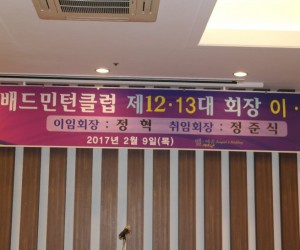 배드민턴클럽 제12·13대 회장 이·
이임회장 : 정 혁 취임회장 : 정준식
2017년 2월 9일(목)